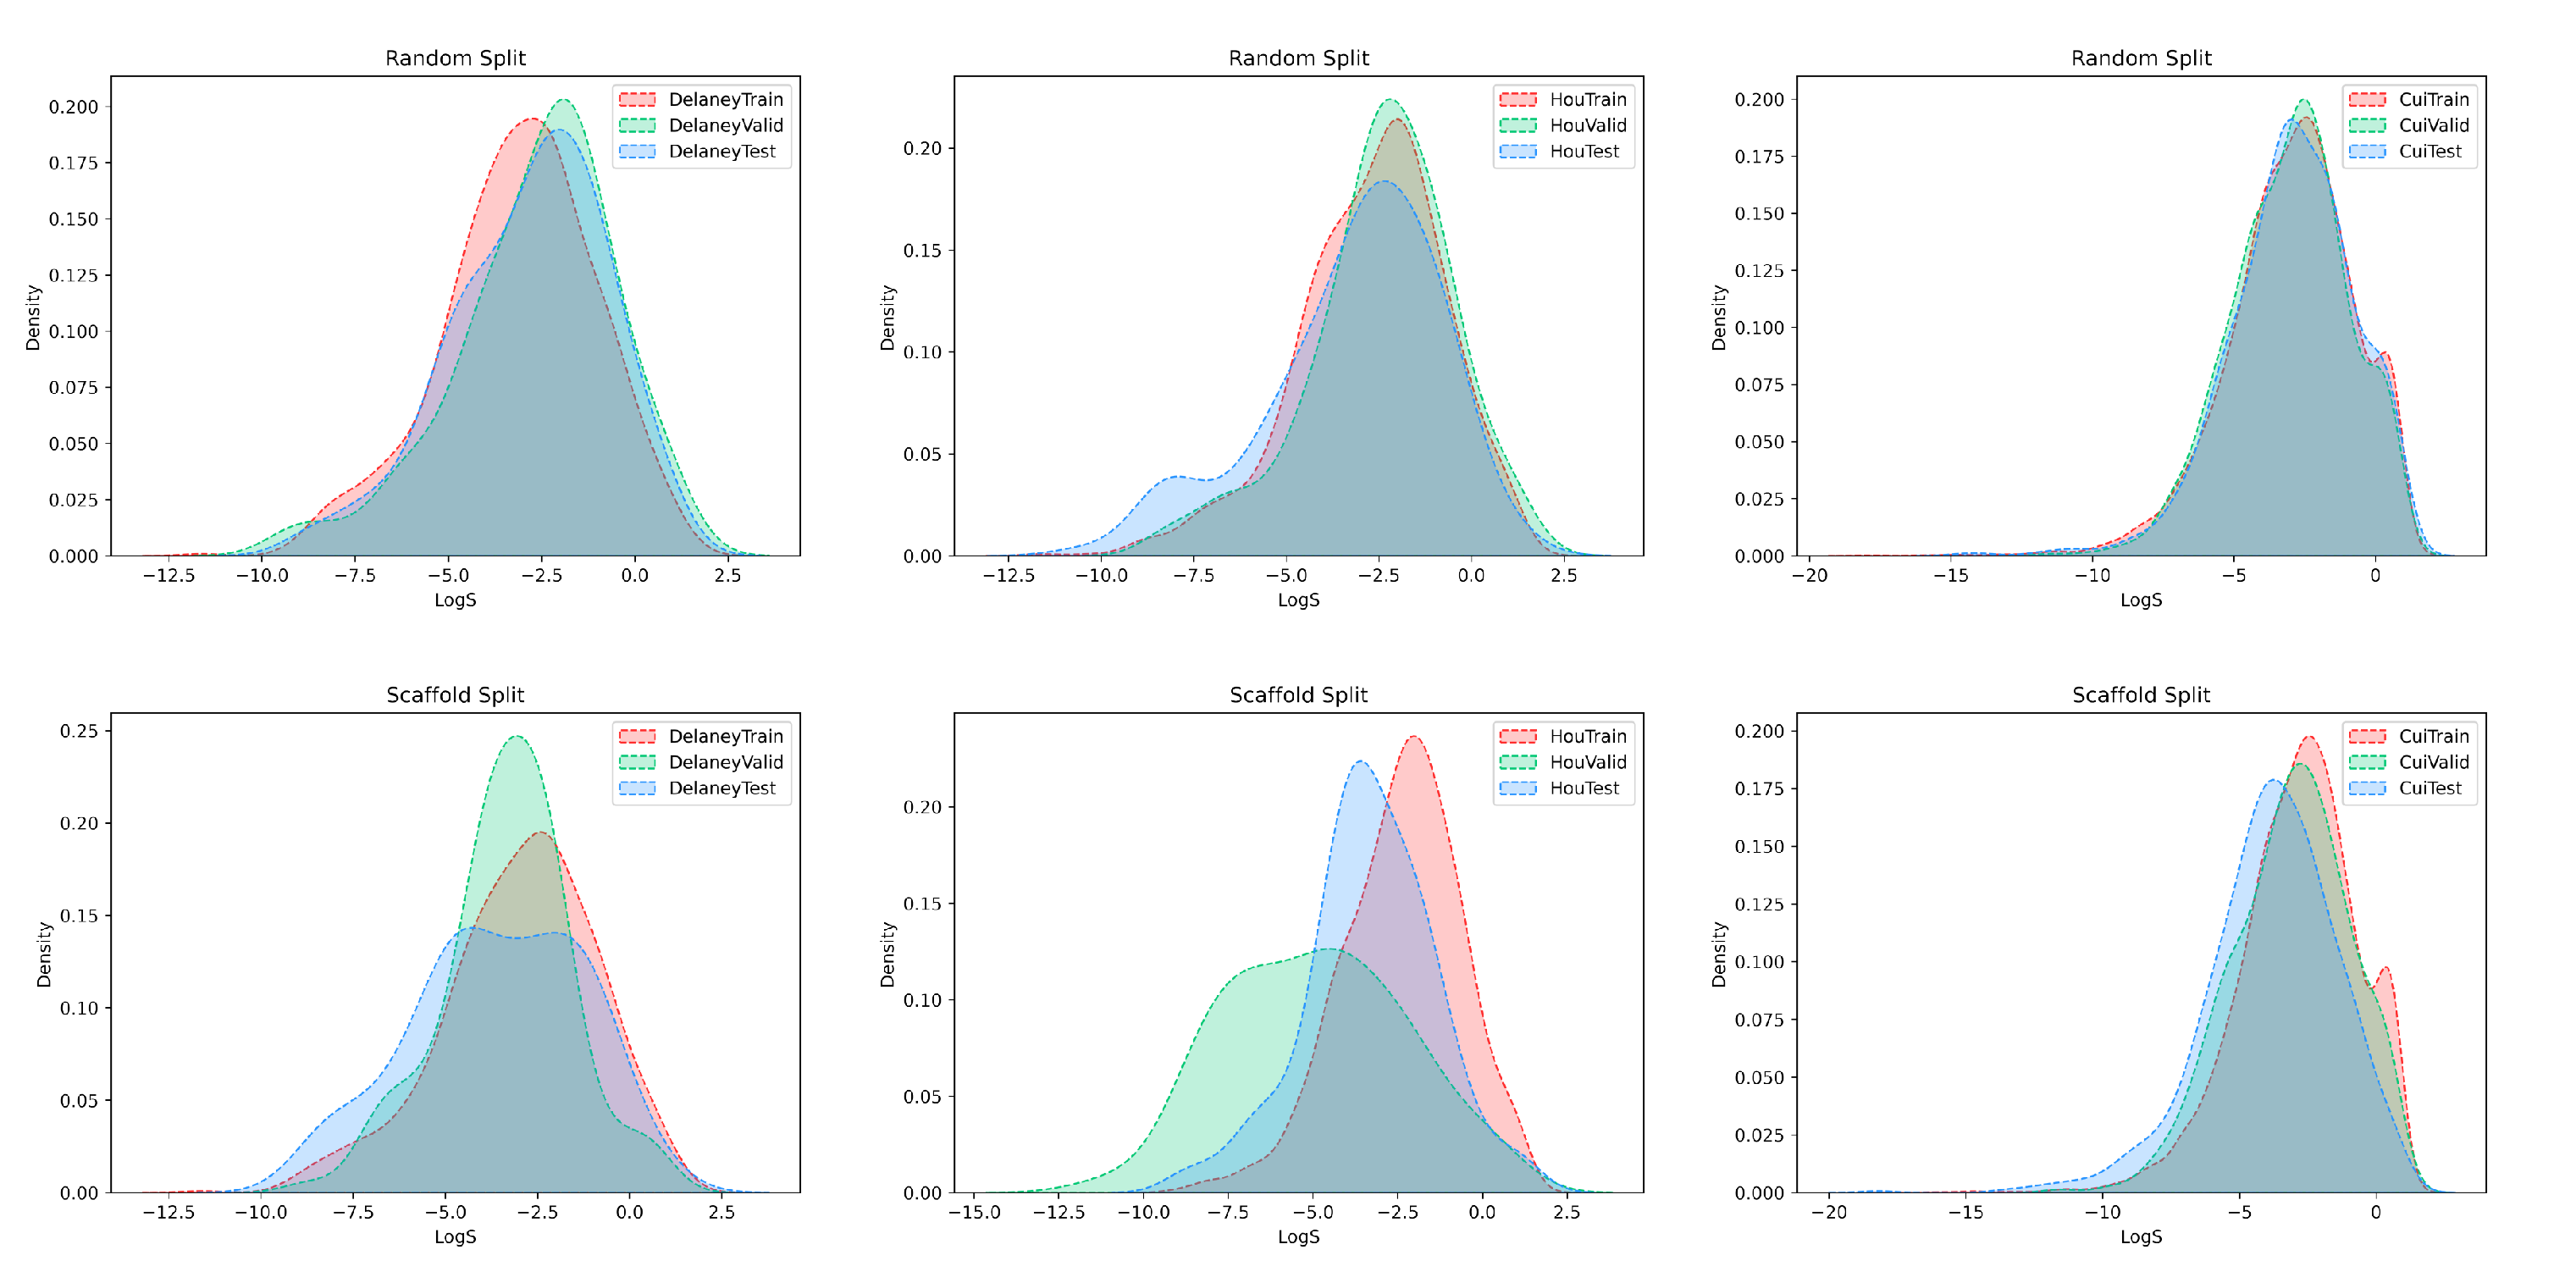 Random Split
DelaneyTrain
DelaneyValid
DelaneyTest
0.200
0.175
0.150
0.125
0.100
0.075
0.050
0.025
0.000
Density
−12.5 −10.0 −7.5 −5.0 −2.5 0.0 2.5
LogS
Random Split
HouTrain
HouValid
HouTest
0.20
0.15
0.10
0.05
0.00
Density
−12.5 −10.0 −7.5 −5.0 −2.5 0.0 2.5
LogS
Random Split
CuiTrain
CuiValid
CuiTest
0.200
0.175
0.150
0.125
0.100
0.075
0.050
0.025
0.000
Density
−20 −15 −10 −5 0
LogS
Scaffold Split
DelaneyTrain
DelaneyValid
DelaneyTest
0.25
0.20
0.15
0.10
0.05
0.00
Density
−12.5 −10.0 −7.5 −5.0 −2.5 0.0 2.5
LogS
Scaffold Split
HouTrain
HouValid
HouTest
0.20
0.15
0.10
0.05
0.00
Density
−15.0 −12.5 −10.0 −7.5 −5.0 −2.5 0.0 2.5
LogS
Scaffold Split
CuiTrain
CuiValid
CuiTest
0.200
0.175
0.150
0.125
0.100
0.075
0.050
0.025
0.000
Density
−20 −15 −10 −5 0
LogS